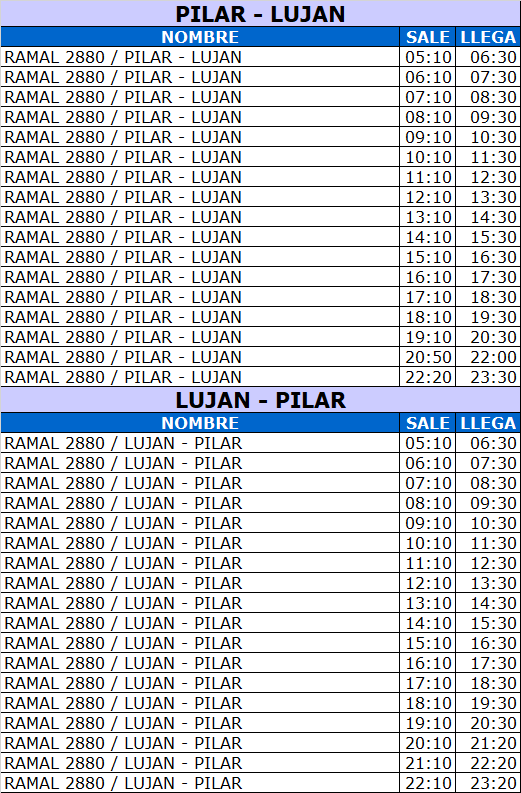 PILAR - LUJAN
NOMBRE SALE LLEGA
RAMAL 2880 / PILAR - LUJAN 05:10 06:30
RAMAL 2880 / PILAR - LUJAN 06:10 07:30
RAMAL 2880 / PILAR - LUJAN 07:10 08:30
RAMAL 2880 / PILAR - LUJAN 08:10 09:30
RAMAL 2880 / PILAR - LUJAN 09:10 10:30
RAMAL 2880 / PILAR - LUJAN 10:10 11:30
RAMAL 2880 / PILAR - LUJAN 11:10 12:30
RAMAL 2880 / PILAR - LUJAN 12:10 13:30
RAMAL 2880 / PILAR - LUJAN 13:10 14:30
RAMAL 2880 / PILAR - LUJAN 14:10 15:30
RAMAL 2880 / PILAR - LUJAN 15:10 16:30
RAMAL 2880 / PILAR - LUJAN 16:10 17:30
RAMAL 2880 / PILAR - LUJAN 17:10 18:30
RAMAL 2880 / PILAR - LUJAN 18:10 19:30
RAMAL 2880 / PILAR - LUJAN 19:10 20:30
RAMAL 2880 / PILAR - LUJAN 20:50 22:00
RAMAL 2880 / PILAR - LUJAN 22:20 23:30
LUJAN - PILAR
NOMBRE SALE LLEGA
RAMAL 2880 / LUJAN - PILAR 05:10 06:30
RAMAL 2880 / LUJAN - PILAR 06:10 07:30
RAMAL 2880 / LUJAN - PILAR 07:10 08:30
RAMAL 2880 / LUJAN - PILAR 08:10 09:30
RAMAL 2880 / LUJAN - PILAR 09:10 10:30
RAMAL 2880 / LUJAN - PILAR 10:10 11:30
RAMAL 2880 / LUJAN - PILAR 11:10 12:30
RAMAL 2880 / LUJAN - PILAR 12:10 13:30
RAMAL 2880 / LUJAN - PILAR 13:10 14:30
RAMAL 2880 / LUJAN - PILAR 14:10 15:30
RAMAL 2880 / LUJAN - PILAR 15:10 16:30
RAMAL 2880 / LUJAN - PILAR 16:10 17:30
RAMAL 2880 / LUJAN - PILAR 17:10 18:30
RAMAL 2880 / LUJAN - PILAR 18:10 19:30
RAMAL 2880 / LUJAN - PILAR 19:10 20:30
RAMAL 2880 / LUJAN - PILAR 20:10 21:20
RAMAL 2880 / LUJAN - PILAR 21:10 22:20
RAMAL 2880 / LUJAN - PILAR 22:10 23:20